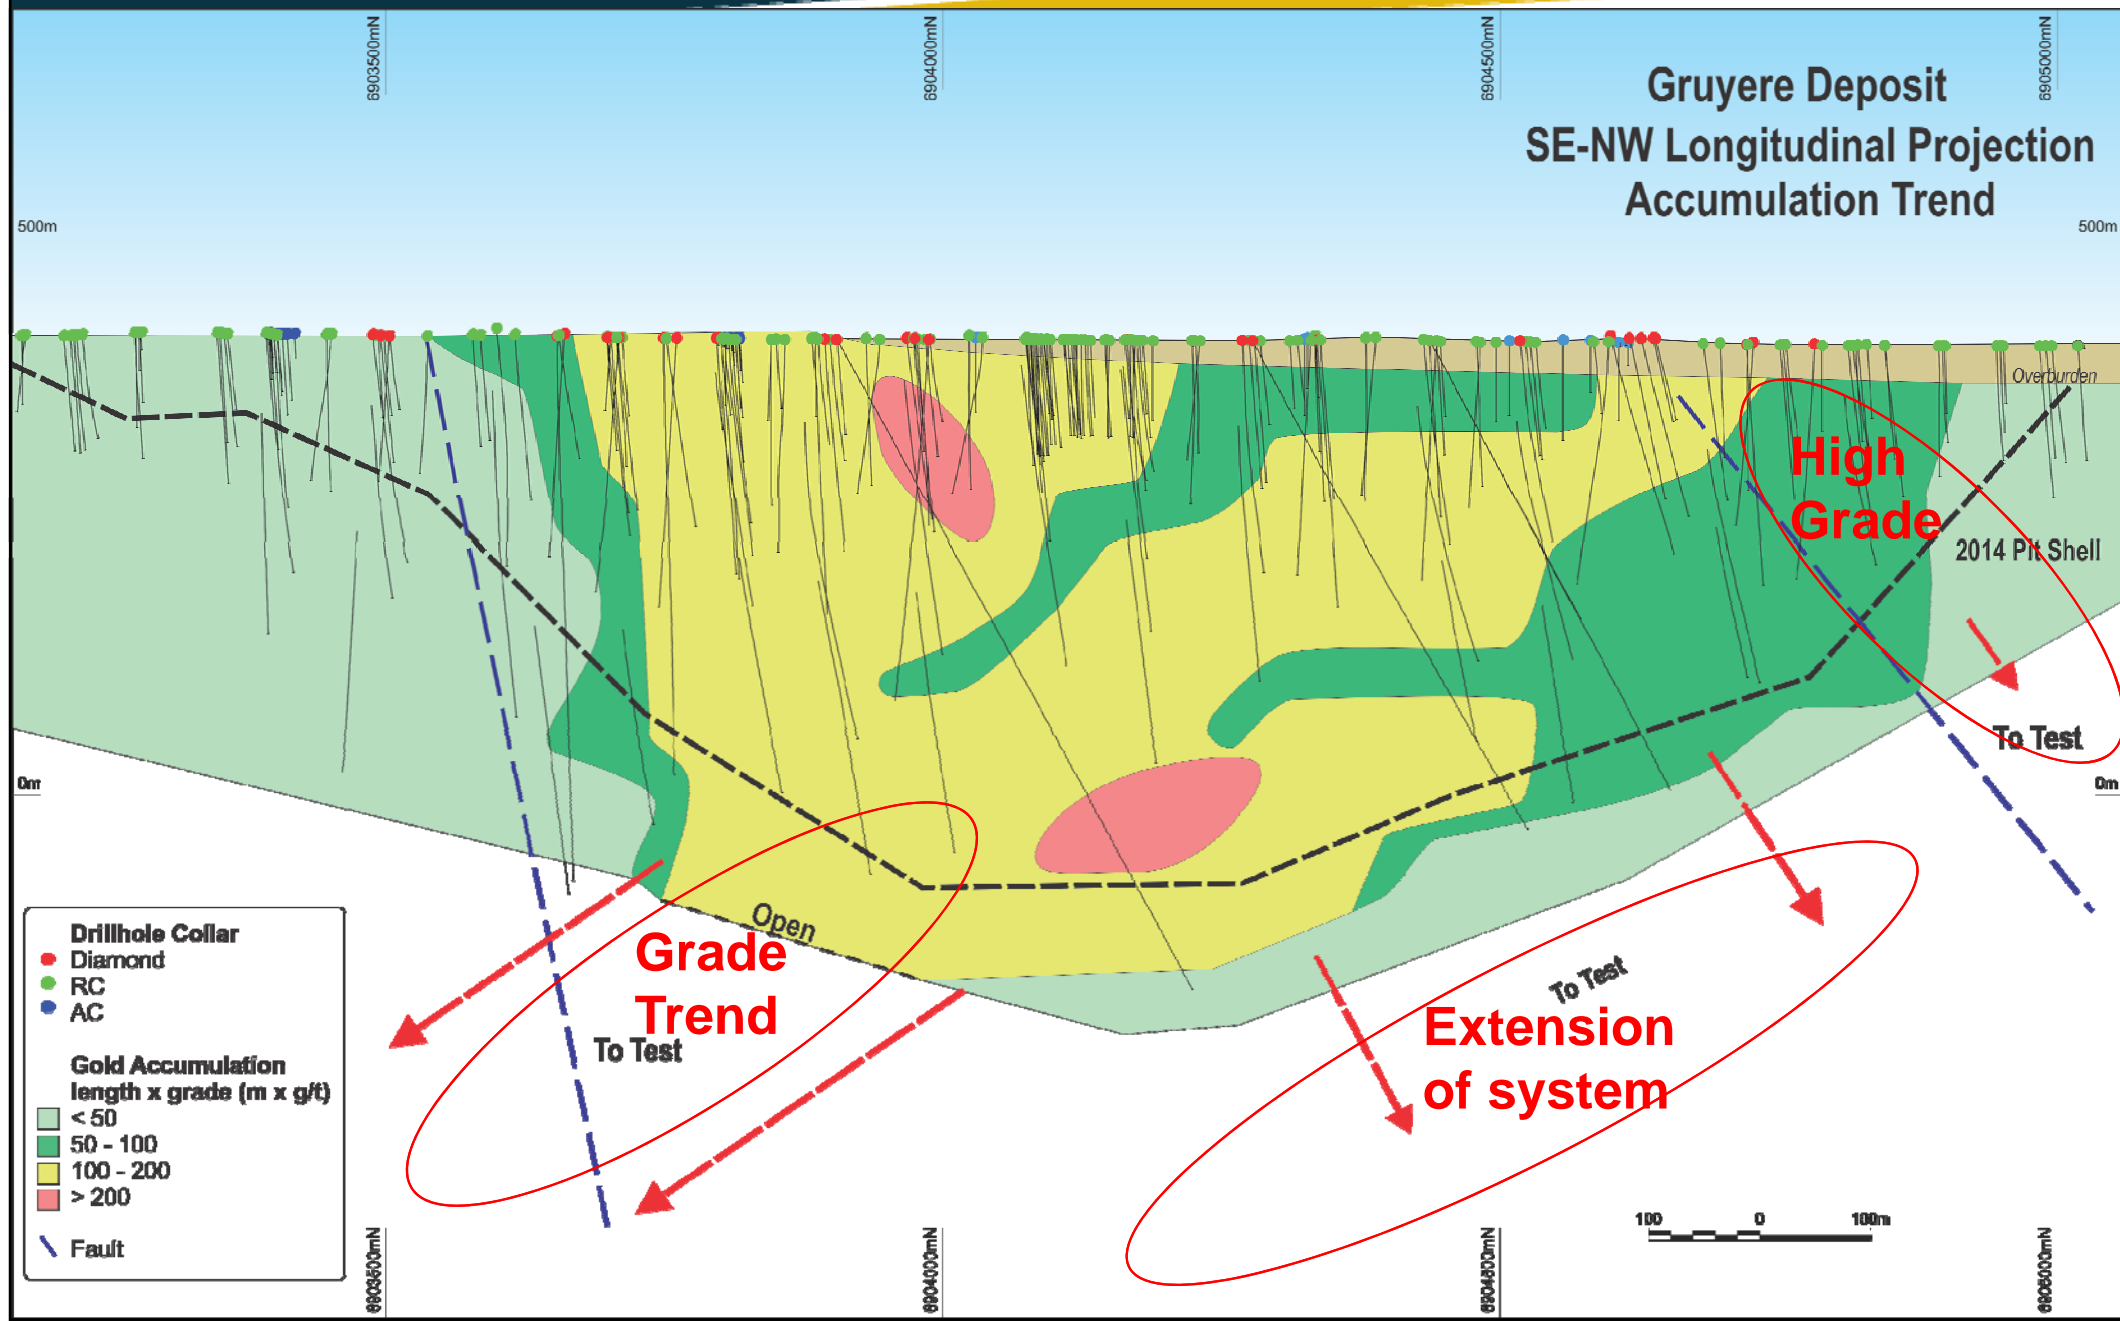 6903500mN
6904000mN
6904500mN
6905000mN
Gruyere Deposit
SE-NW Longitudinal Projection
Accumulation Trend
500m
500m
Overburden
High
Grade
2014 Pit Shell
To Test
0m
0m
Open
Grade
Trend
To Test
To Test
Extension
of system
Drillhole Collar
Diamond
RC
AC
Gold Accumulation
length x grade (m x g/t)
< 50
50 - 100
100 - 200
> 200
Fault
100
0
100m
6903500mN
6904000mN
6904500mN
6905000mN